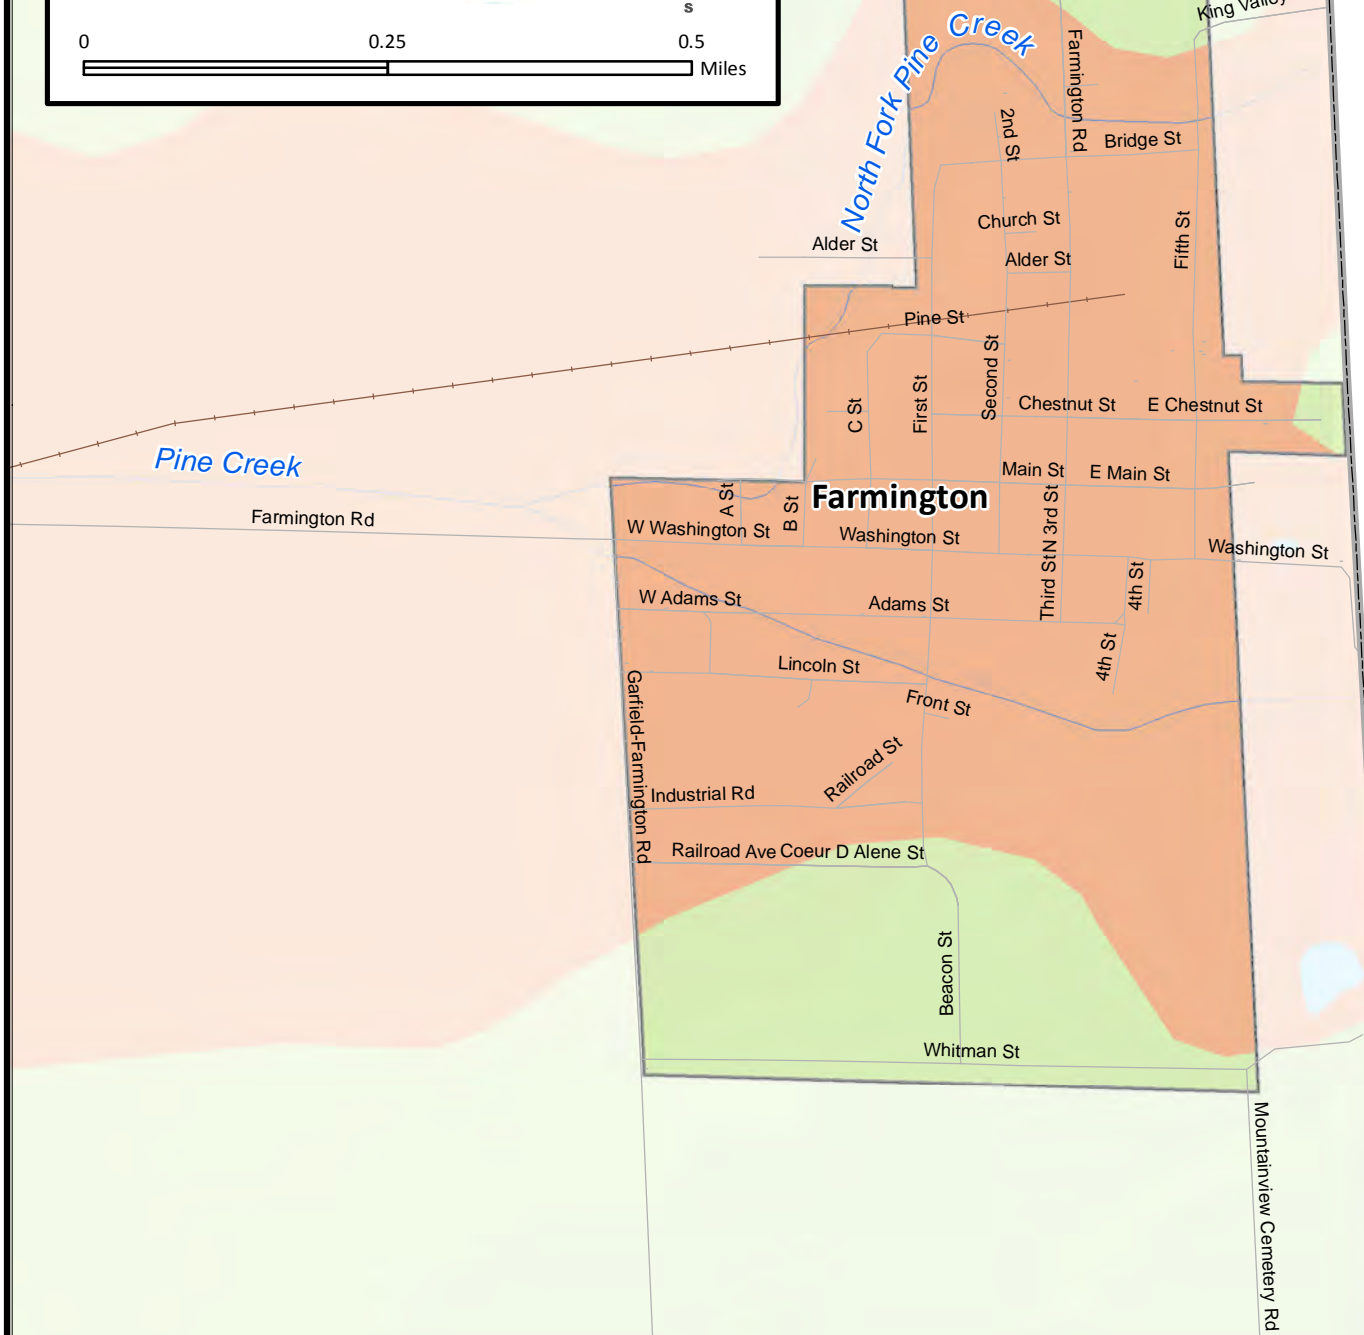 s
0 0.25 0.5
Miles
King Valley
North Fork Pine Creek
Farmington Rd
2nd St
Bridge St
Church St
Fifth St
Alder St
Alder St
Pine St
Second St
First St
C St
Chestnut St
E Chestnut St
Pine Creek
Main St
E Main St
A St
B St
Farmington
N 3rd St
Farmington Rd
W Washington St
Washington St
Washington St
Third St
4th St
W Adams St
Adams St
4th St
Lincoln St
Garfield-Farmington Rd
Front St
Railroad St
Industrial Rd
Railroad Ave
Coeur D Alene St
Beacon St
Whitman St
Mountainview Cemetery Rd